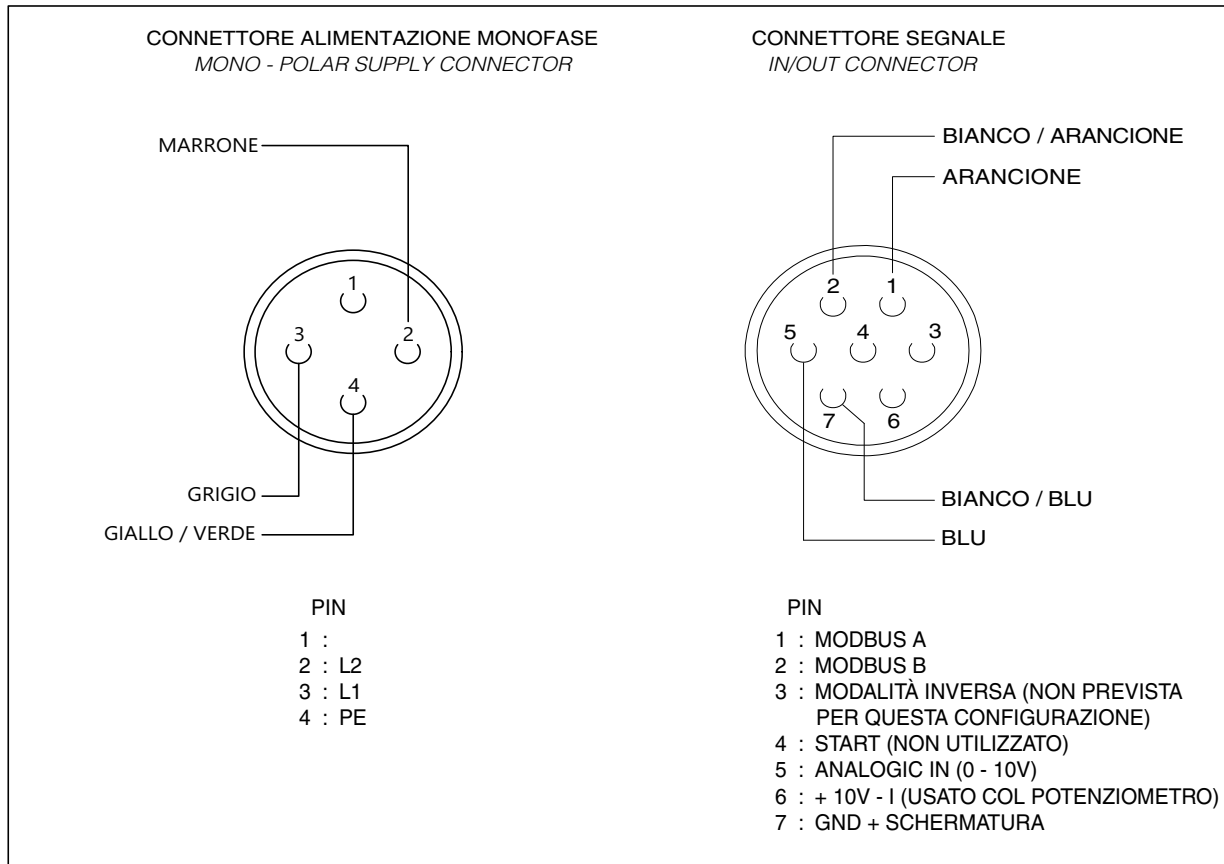 CONNETTORE ALIMENTAZIONE MONOFASE
MONO - POLAR SUPPLY CONNECTOR
MARRONE
1
3
2
4
GRIGIO
GIALLO / VERDE
PIN
1 :
2 : L2
3 : L1
4 : PE
CONNETTORE SEGNALE
IN/OUT CONNECTOR
BIANCO / ARANCIONE
ARANCIONE
2 1
5 4 3
7 6
BIANCO / BLU
BLU
PIN
1 : MODBUS A
2 : MODBUS B
3 : MODALITÀ INVERSA (NON PREVISTA
PER QUESTA CONFIGURAZIONE)
4 : START (NON UTILIZZATO)
5 : ANALOGIC IN (0 - 10V)
6 : + 10V - I (USATO COL POTENZIOMETRO)
7 : GND + SCHERMATURA